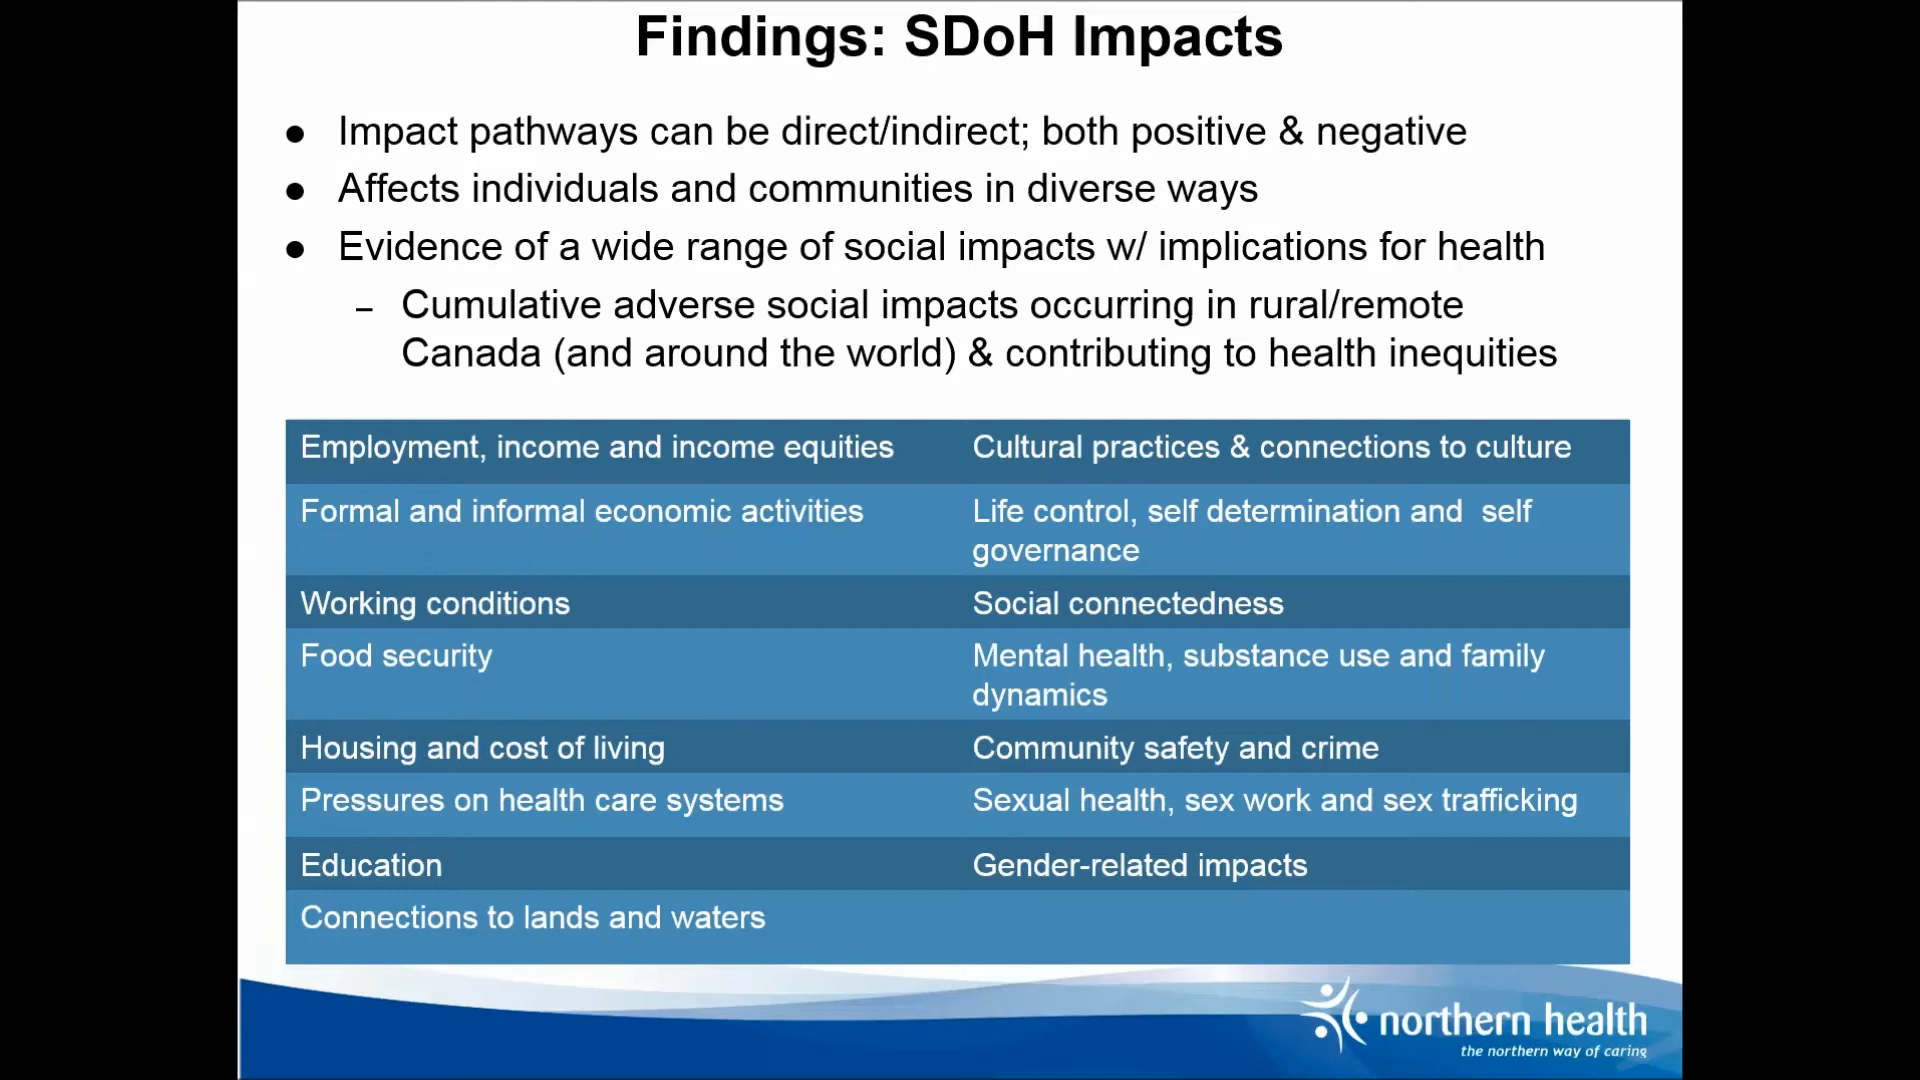 Findings: SDoH Impacts
● Impact pathways can be direct/indirect; both positive & negative
● Affects individuals and communities in diverse ways
● Evidence of a wide range of social impacts w/ implications for health
– Cumulative adverse social impacts occurring in rural/remote
Canada (and around the world) & contributing to health inequities
Employment, income and income equities
Cultural practices & connections to culture
Formal and informal economic activities
Life control, self determination and  self
governance
Working conditions
Social connectedness
Food security
Mental health, substance use and family
dynamics
Housing and cost of living
Community safety and crime
Pressures on health care systems
Sexual health, sex work and sex trafficking
Education
Gender-related impacts
Connections to lands and waters
northern health
the northern way of caring